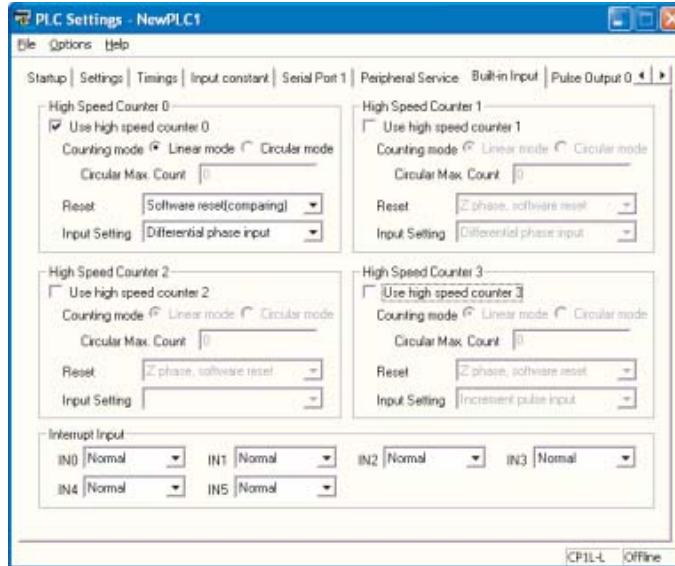 PLC Settings - NewPLC1
File Options Help
Startup Settings Timings Input constant Serial Port 1 Peripheral Service Built-in Input Pulse Output 0
High Speed Counter 0
Use high speed counter 0
Counting mode Linear mode Circular mode
Circular Max. Count 0
Reset Software reset(comparing)
Input Setting Differential phase input
High Speed Counter 1
Use high speed counter 1
Counting mode Linear mode Circular mode
Circular Max. Count 0
Reset Z phase, software reset
Input Setting Differential phase input
High Speed Counter 2
Use high speed counter 2
Counting mode Linear mode Circular mode
Circular Max. Count 0
Reset Z phase, software reset
Input Setting
High Speed Counter 3
Use high speed counter 3
Counting mode Linear mode Circular mode
Circular Max. Count 0
Reset Z phase, software reset
Input Setting Increment pulse input
Interrupt Input
IN0 Normal IN1 Normal IN2 Normal IN3 Normal
IN4 Normal IN5 Normal
CP1L-L Offline